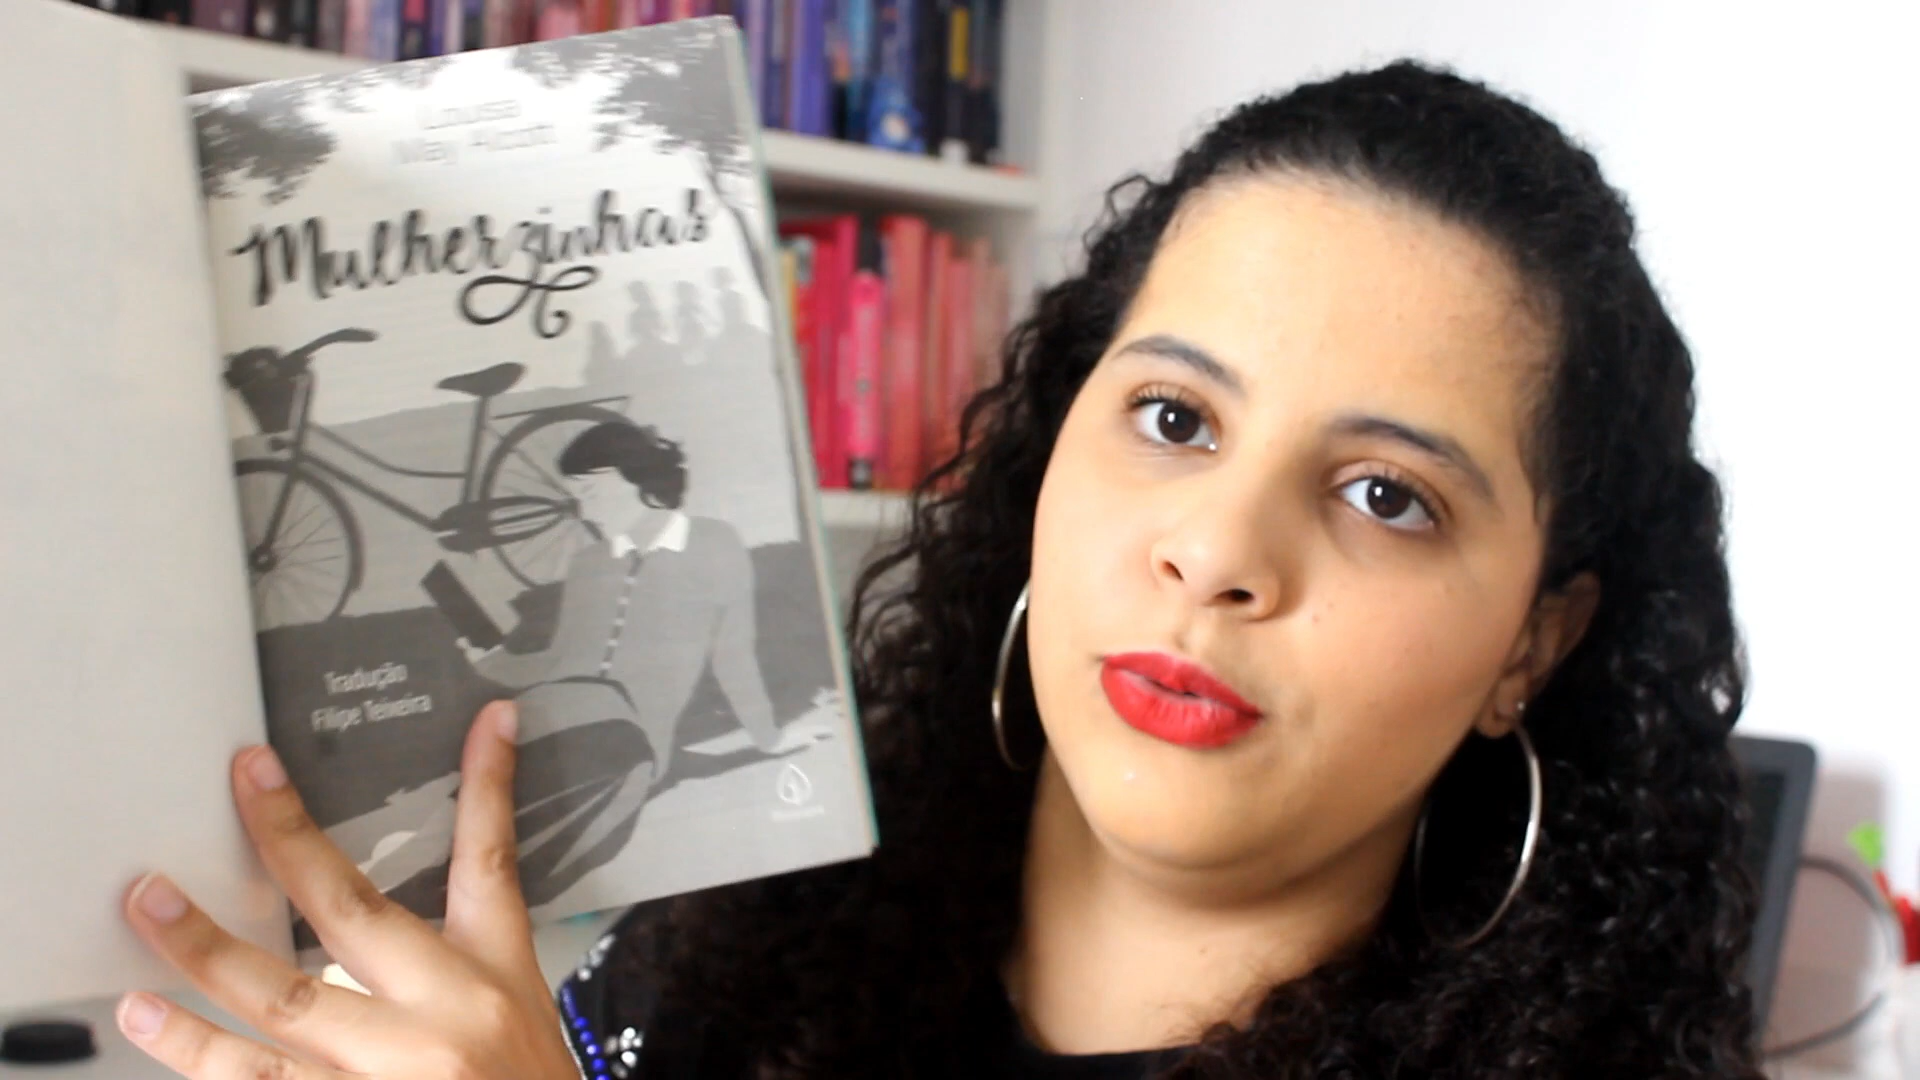 Louisa
May Alcott
Mulherzinhas
Tradução
Filipe Teixeira